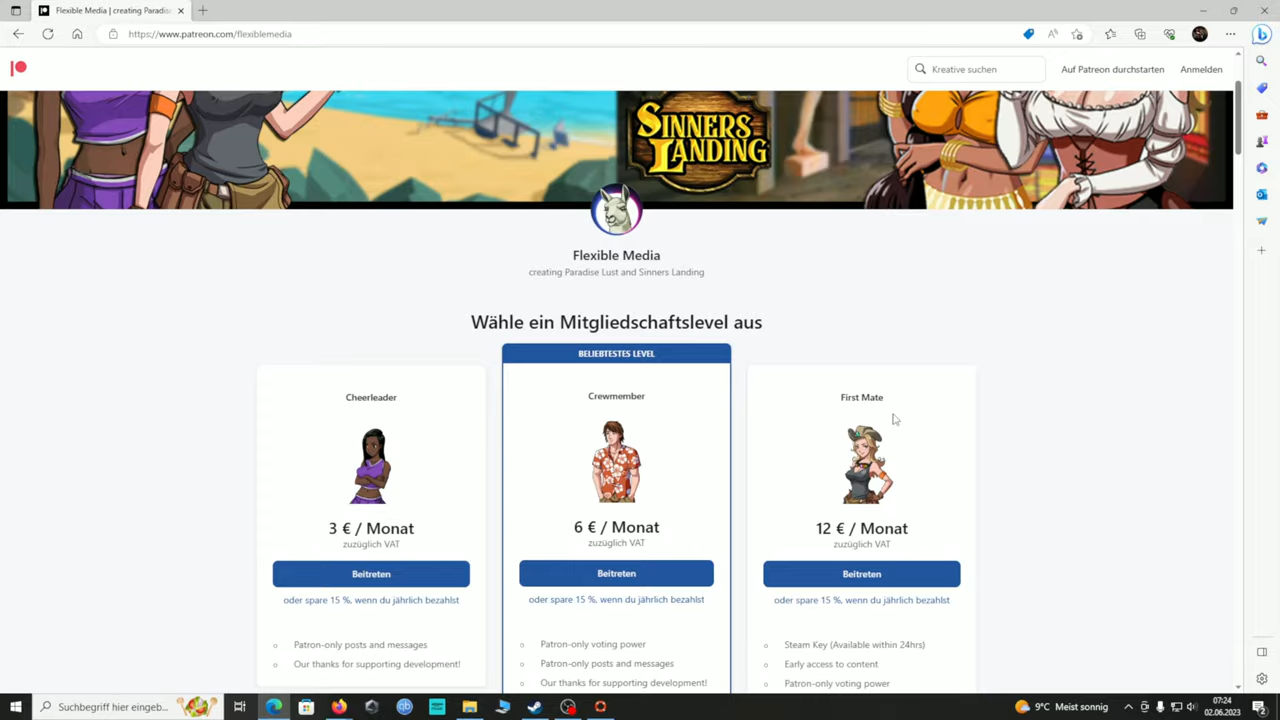 Flexible Media | creating Paradise
https://www.patreon.com/flexiblemedia
Kreative suchen
Auf Patreon durchstarten
Anmelden
SINNERS
LANDING
Flexible Media
creating Paradise Lust and Sinners Landing
Wähle ein Mitgliedschaftslevel aus
BELIEBTESTES LEVEL
Cheerleader
3 € / Monat
zuzüglich VAT
Beitreten
oder spare 15 %, wenn du jährlich bezahlst
Patron-only posts and messages
Our thanks for supporting development!
Crewmember
6 € / Monat
zuzüglich VAT
Beitreten
oder spare 15 %, wenn du jährlich bezahlst
Patron-only voting power
Patron-only posts and messages
Our thanks for supporting development!
First Mate
12 € / Monat
zuzüglich VAT
Beitreten
oder spare 15 %, wenn du jährlich bezahlst
Steam Key (Available within 24hrs)
Early access to content
Patron-only voting power
Suchbegriff hier eingeb.
9°C Meist sonnig
07:24
02.06.2023